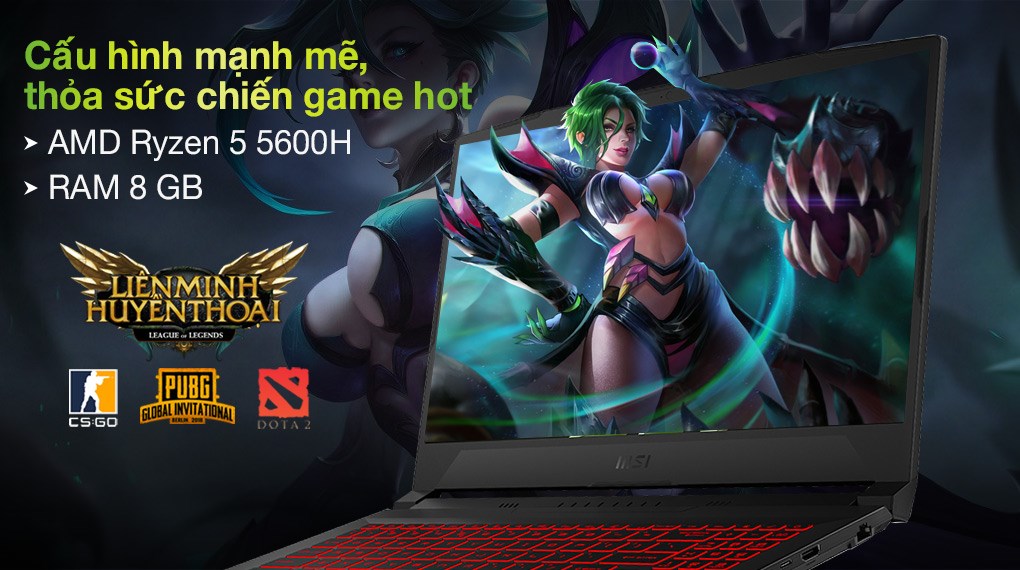 Cấu hình mạnh mẽ,
thỏa sức chiến game hot
➤ AMD Ryzen 5 5600H
➤ RAM 8 GB
LIÊN MINH
HUYỀN THOẠI
LEAGUE OF LEGENDS
CS:GO
PUBG
GLOBAL INVITATIONAL
BERLIN_2018
DOTA 2
msi